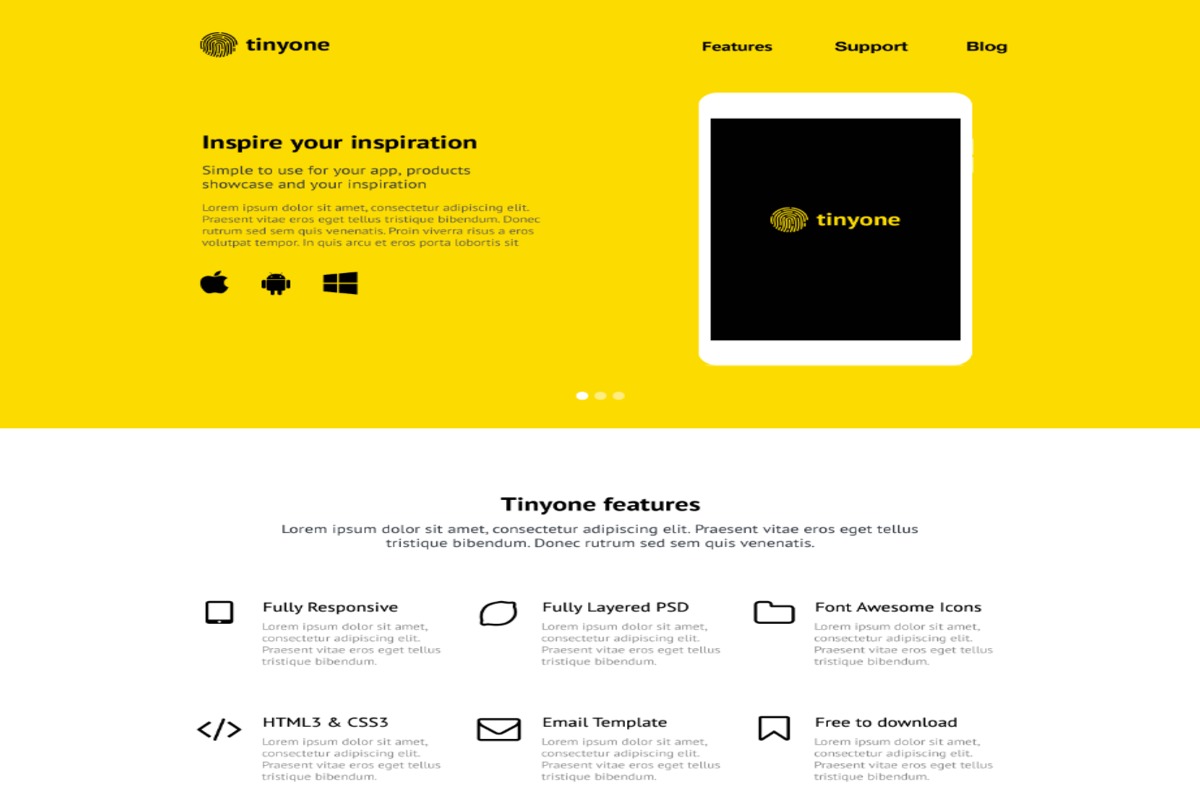 tinyone
Features Support Blog
Inspire your inspiration
Simple to use for your app, products
showcase and your inspiration
Lorem ipsum dolor sit amet, consectetur adipiscing elit.
Praesent vitae eros eget tellus tristique bibendum. Donec
rutrum sed sem quis venenatis. Proin viverra risus a eros
volutpat tempor. In quis arcu et eros porta lobortis sit
tinyone
Tinyone features
Lorem ipsum dolor sit amet, consectetur adipiscing elit. Praesent vitae eros eget tellus
tristique bibendum. Donec rutrum sed sem quis venenatis.
Fully Responsive
Lorem ipsum dolor sit amet,
consectetur adipiscing elit.
Praesent vitae eros eget tellus
tristique bibendum.
Fully Layered PSD
Lorem ipsum dolor sit amet,
consectetur adipiscing elit.
Praesent vitae eros eget tellus
tristique bibendum.
Font Awesome Icons
Lorem ipsum dolor sit amet,
consectetur adipiscing elit.
Praesent vitae eros eget tellus
tristique bibendum.
HTML3 & CSS3
Lorem ipsum dolor sit amet,
consectetur adipiscing elit.
Praesent vitae eros eget tellus
tristique bibendum.
Email Template
Lorem ipsum dolor sit amet,
consectetur adipiscing elit.
Praesent vitae eros eget tellus
tristique bibendum.
Free to download
Lorem ipsum dolor sit amet,
consectetur adipiscing elit.
Praesent vitae eros eget tellus
tristique bibendum.